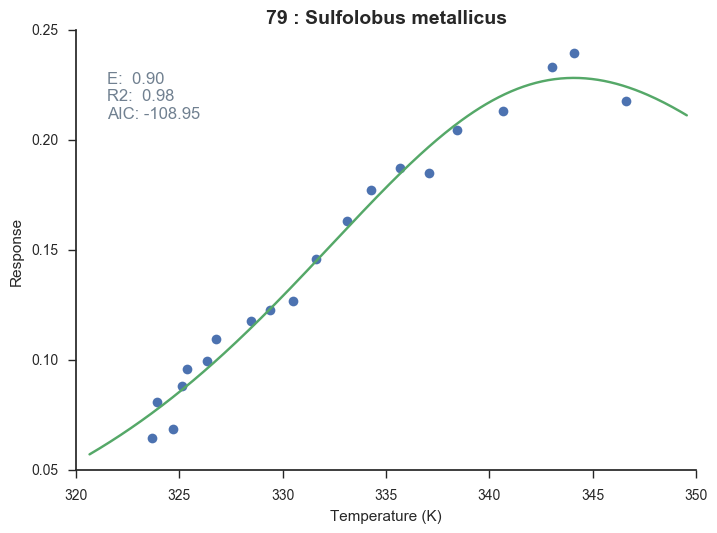 79 : Sulfolobus metallicus
E: 0.90
R2: 0.98
AIC: -108.95
Response
0.25
0.20
0.15
0.10
0.05
320 325 330 335 340 345 350
Temperature (K)